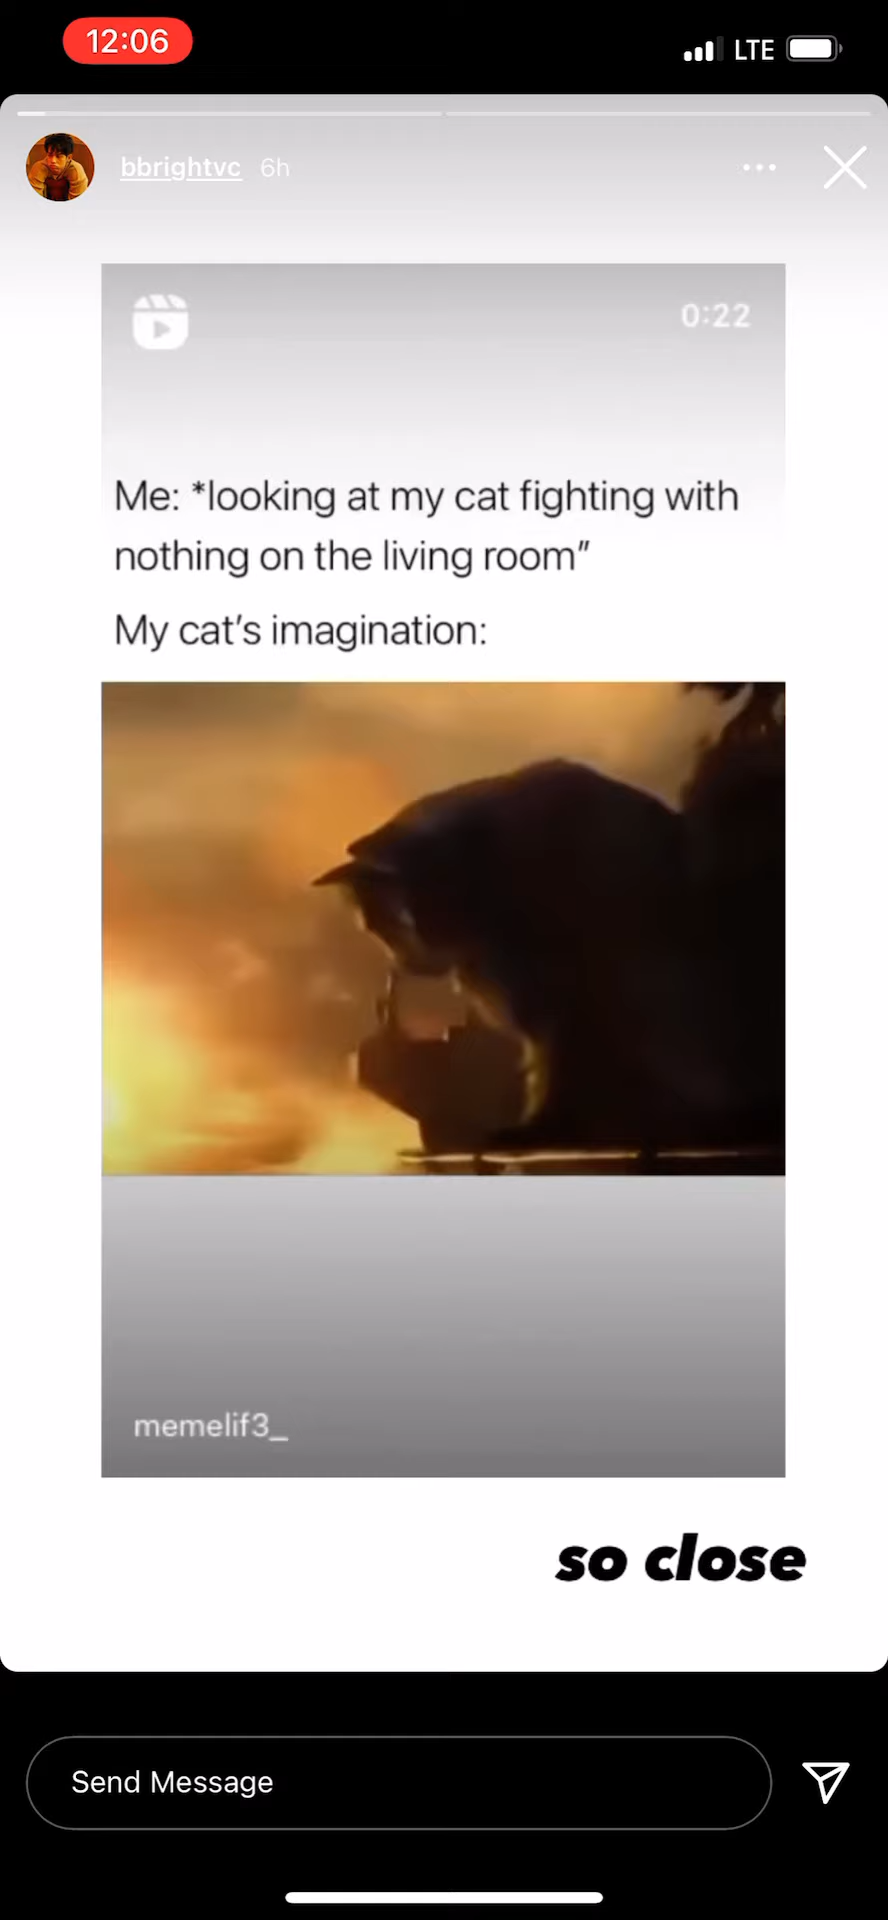 12:06
LTE
bbrightvc 6h
0:22
Me: *looking at my cat fighting with
nothing on the living room”
My cat’s imagination:
memelif3_
so close
Send Message